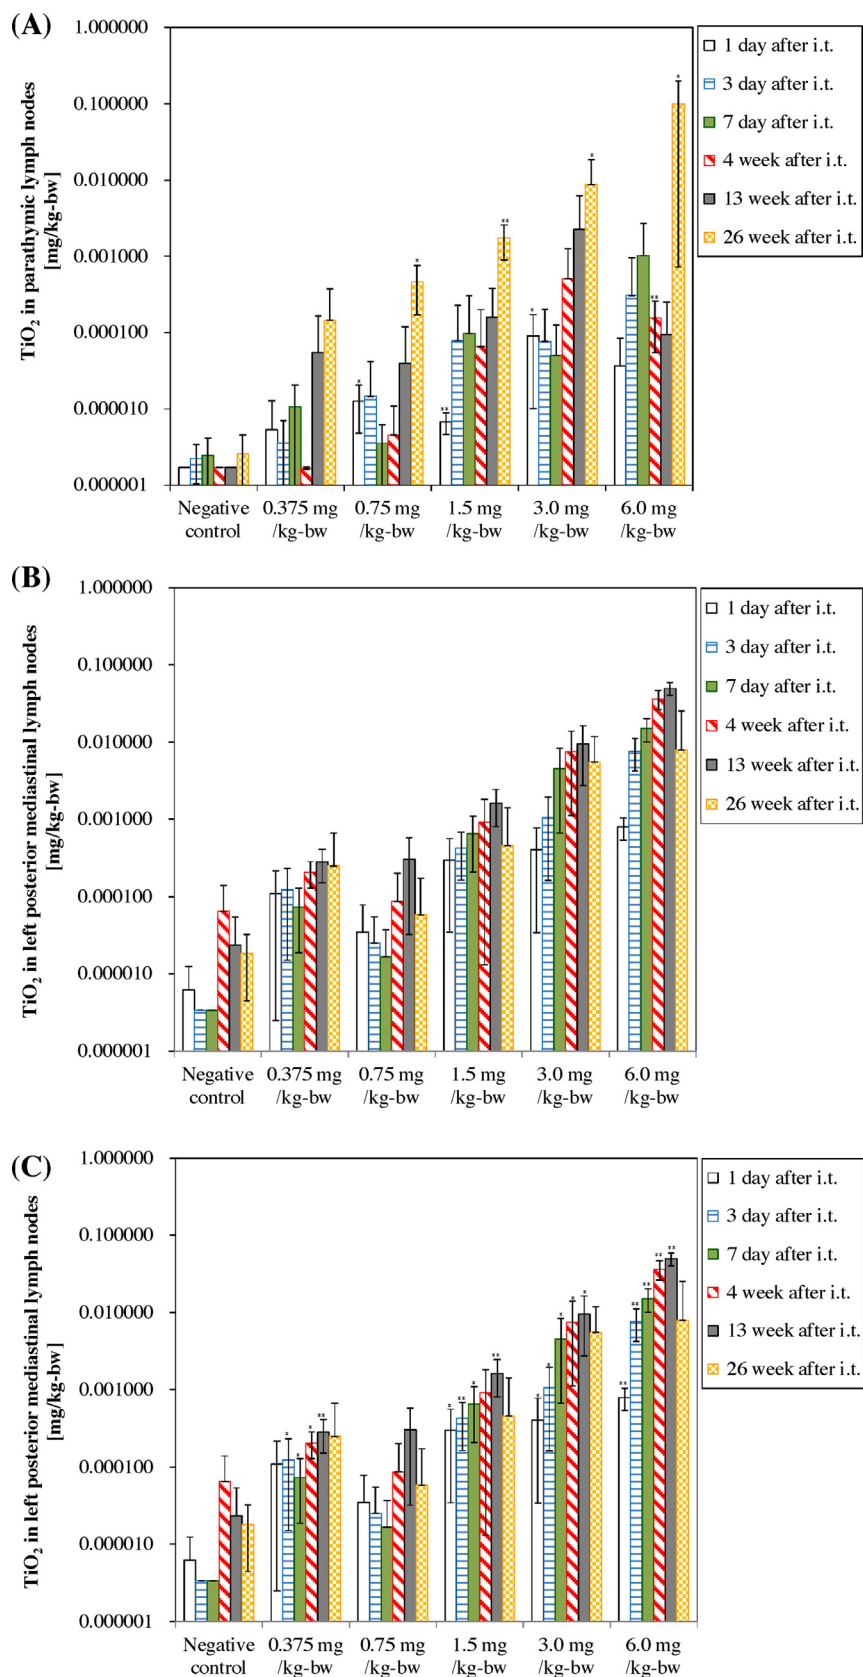 (A)
TiO2 in parathymic lymph nodes
[mg/kg-bw]
1.000000
0.100000
0.010000
0.001000
0.000100
0.000010
0.000001
* ** * ** * * ** *
Negative control
0.375 mg /kg-bw
0.75 mg /kg-bw
1.5 mg /kg-bw
3.0 mg /kg-bw
6.0 mg /kg-bw
1 day after i.t.
3 day after i.t.
7 day after i.t.
4 week after i.t.
13 week after i.t.
26 week after i.t.
(B)
TiO2 in left posterior mediastinal lymph nodes
[mg/kg-bw]
1.000000
0.100000
0.010000
0.001000
0.000100
0.000010
0.000001
Negative control
0.375 mg /kg-bw
0.75 mg /kg-bw
1.5 mg /kg-bw
3.0 mg /kg-bw
6.0 mg /kg-bw
1 day after i.t.
3 day after i.t.
7 day after i.t.
4 week after i.t.
13 week after i.t.
26 week after i.t.
(C)
TiO2 in left posterior mediastinal lymph nodes
[mg/kg-bw]
1.000000
0.100000
0.010000
0.001000
0.000100
0.000010
0.000001
* * * ** * ** * ** * * * * * ** ** ** ** **
Negative control
0.375 mg /kg-bw
0.75 mg /kg-bw
1.5 mg /kg-bw
3.0 mg /kg-bw
6.0 mg /kg-bw
1 day after i.t.
3 day after i.t.
7 day after i.t.
4 week after i.t.
13 week after i.t.
26 week after i.t.